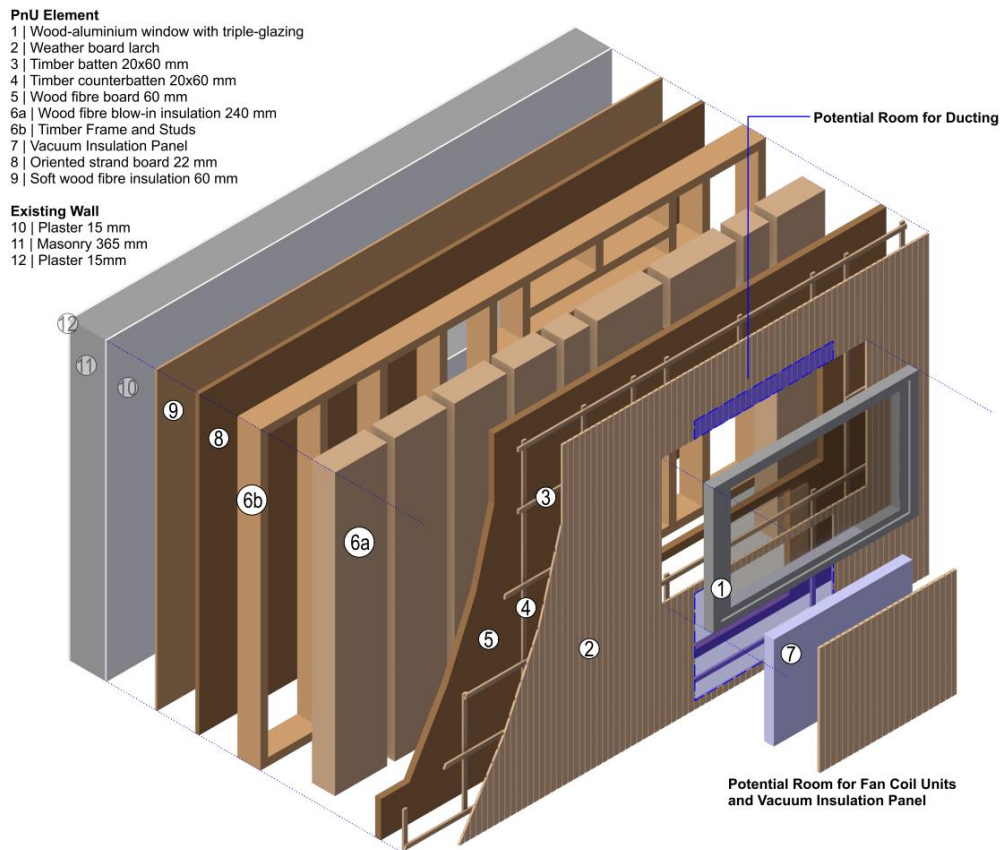 PnU Element
1 | Wood-aluminium window with triple-glazing
2 | Weather board larch
3 | Timber batten 20x60 mm
4 | Timber counterbatten 20x60 mm
5 | Wood fibre board 60 mm
6a | Wood fibre blow-in insulation 240 mm
6b | Timber Frame and Studs
7 | Vacuum Insulation Panel
8 | Oriented strand board 22 mm
9 | Soft wood fibre insulation 60 mm
Existing Wall
10 | Plaster 15 mm
11 | Masonry 365 mm
12 | Plaster 15mm
Potential Room for Ducting
12
11
10
9
8
6b
6a
3
4
5
2
1
7
Potential Room for Fan Coil Units
and Vacuum Insulation Panel